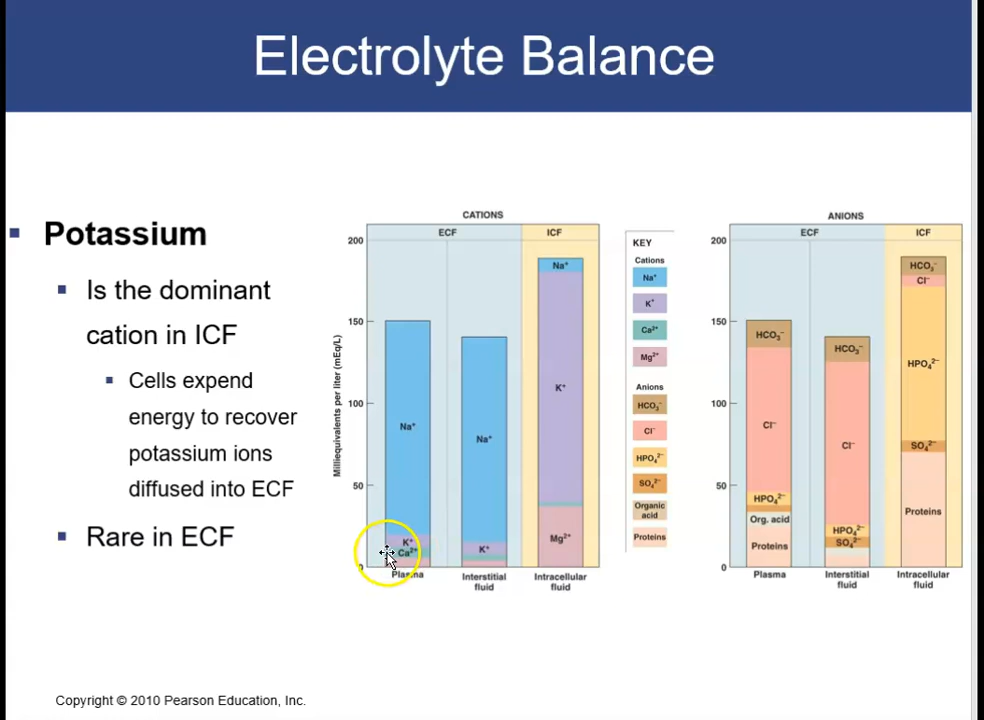 Electrolyte Balance
▪ Potassium
▪ Is the dominant
cation in ICF
▪ Cells expend
energy to recover
potassium ions
diffused into ECF
▪ Rare in ECF
CATIONS
ECF
ICF
Milliequivalents per liter (mEq/L)
200
150
100
50
0
Na⁺
K⁺
Ca²⁺
Plasma
Na⁺
K⁺
Interstitial
fluid
Na⁺
K⁺
Mg²⁺
Intracellular
fluid
KEY
Cations
Na⁺
K⁺
Ca²⁺
Mg²⁺
Anions
HCO₃⁻
Cl⁻
HPO₄²⁻
SO₄²⁻
Organic
acid
Proteins
ANIONS
ECF
ICF
200
150
100
50
0
HCO₃⁻
Cl⁻
HPO₄²⁻
Org. acid
Proteins
Plasma
HCO₃⁻
Cl⁻
HPO₄²⁻
SO₄²⁻
Interstitial
fluid
HCO₃⁻
Cl⁻
HPO₄²⁻
SO₄²⁻
Proteins
Intracellular
fluid
Copyright © 2010 Pearson Education, Inc.